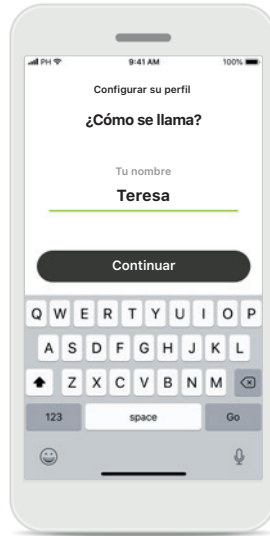 PH 9:41 AM 100%
Configurar su perfil
¿Cómo se llama?
Tu nombre
Teresa
Continuar
Q W E R T Y U I O P
A S D F G H J K L
Z X C V B N M
123 space Go